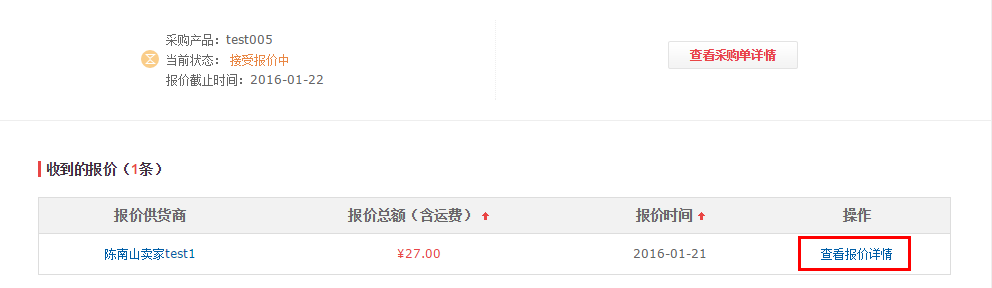 采购产品：test005
当前状态： 接受报价中
报价截止时间：2016-01-22
查看采购单详情
收到的报价（1条）
报价供货商 报价总额（含运费） 报价时间 操作
陈南山卖家test1 ¥27.00 2016-01-21 查看报价详情